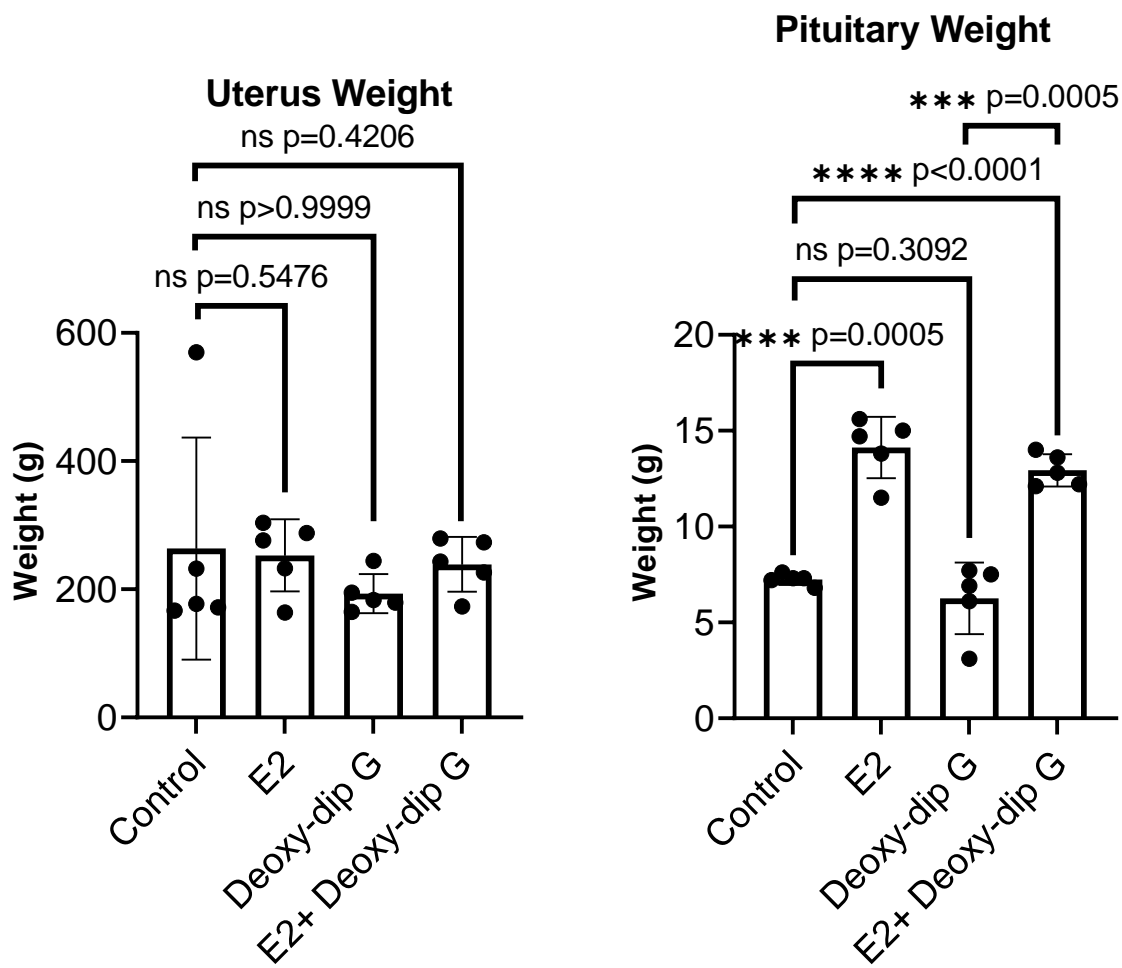 Uterus Weight
ns p=0.4206
ns p>0.9999
ns p=0.5476
600
400
200
0
Weight (g)
Control
E2
Deoxy-dip G
E2+ Deoxy-dip G
Pituitary Weight
*** p=0.0005
**** p<0.0001
ns p=0.3092
*** p=0.0005
20
15
10
5
0
Weight (g)
Control
E2
Deoxy-dip G
E2+ Deoxy-dip G